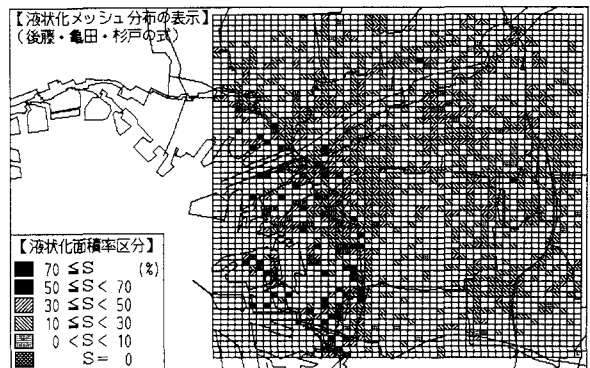 【液状化メッシュ分布の表示】
（後藤・亀田・杉戸の式）
【液状化面積率区分】
70 ≦S (%)
50 ≦S< 70
30 ≦S< 50
10 ≦S< 30
0 <S< 10
S= 0